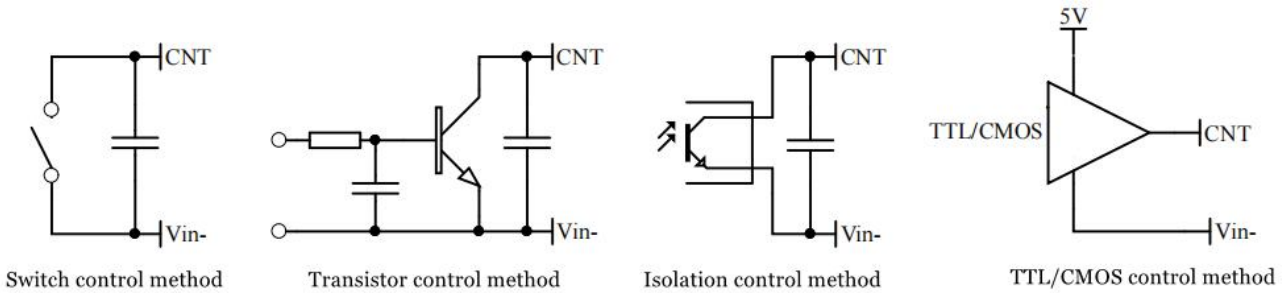 5V
CNT
CNT
CNT
TTL/CMOS
CNT
Vin-
Vin-
Vin-
Vin-
Switch control method
Transistor control method
Isolation control method
TTL/CMOS control method